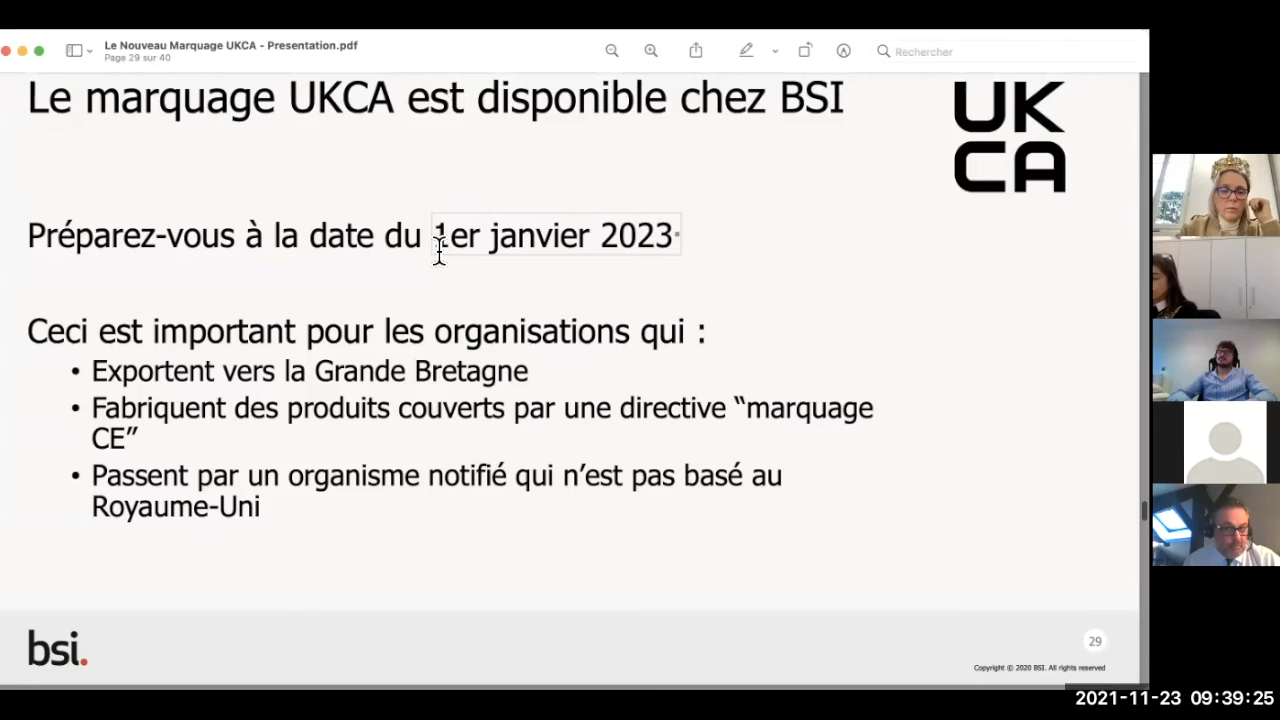 Le Nouveau Marquage UKCA - Presentation.pdf
Page 29 sur 40
Rechercher
Le marquage UKCA est disponible chez BSI
UK
CA
Préparez-vous à la date du 1er janvier 2023
Ceci est important pour les organisations qui :
• Exportent vers la Grande Bretagne
• Fabriquent des produits couverts par une directive “marquage
CE”
• Passent par un organisme notifié qui n’est pas basé au
Royaume-Uni
bsi.
29
Copyright © 2020 BSI. All rights reserved
2021-11-23 09:39:25